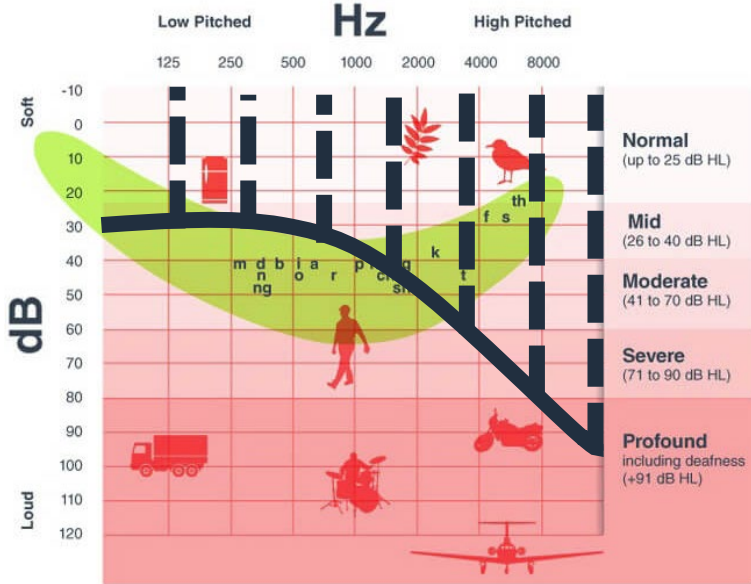 Low Pitched Hz High Pitched
125 250 500 1000 2000 4000 8000
Soft
-10
0
10
20
30
40
50
60
70
80
90
100
110
120
dB
Loud
th
f s
k
m d b i a p g
n o r t
ng
Normal
(up to 25 dB HL)
Mid
(26 to 40 dB HL)
Moderate
(41 to 70 dB HL)
Severe
(71 to 90 dB HL)
Profound
including deafness
(+91 dB HL)